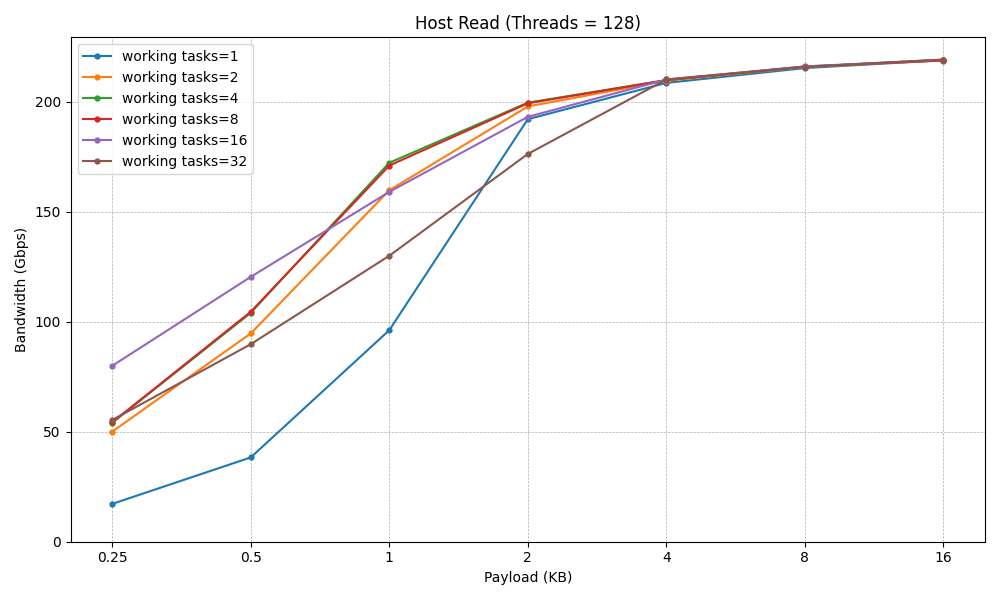 Host Read (Threads = 128)
working tasks=1
working tasks=2
working tasks=4
working tasks=8
working tasks=16
working tasks=32
Bandwidth (Gbps)
200
150
100
50
0
0.25 0.5 1 2 4 8 16
Payload (KB)